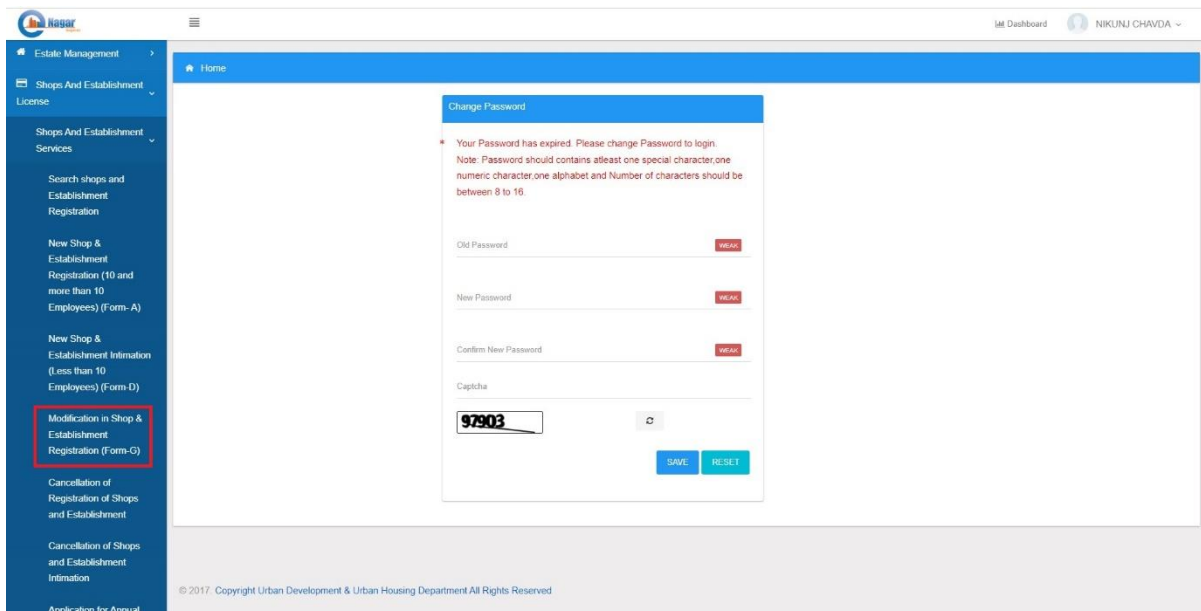 Nagar
Dashboard
NIKUNJ CHAVDA
Estate Management
Shops And Establishment
License
Shops And Establishment
Services
Search shops and
Establishment
Registration
New Shop &
Establishment
Registration (10 and
more than 10
Employees) (Form- A)
New Shop &
Establishment Intimation
(Less than 10
Employees) (Form-D)
Modification in Shop &
Establishment
Registration (Form-G)
Cancellation of
Registration of Shops
and Establishment
Cancellation of Shops
and Establishment
Intimation
Application for Annual
Home
Change Password
* Your Password has expired. Please change Password to login.
Note: Password should contains atleast one special character,one
numeric character,one alphabet and Number of characters should be
between 8 to 16.
Old Password WEAK
New Password WEAK
Confirm New Password WEAK
Captcha
97903
SAVE RESET
© 2017. Copyright Urban Development & Urban Housing Department All Rights Reserved